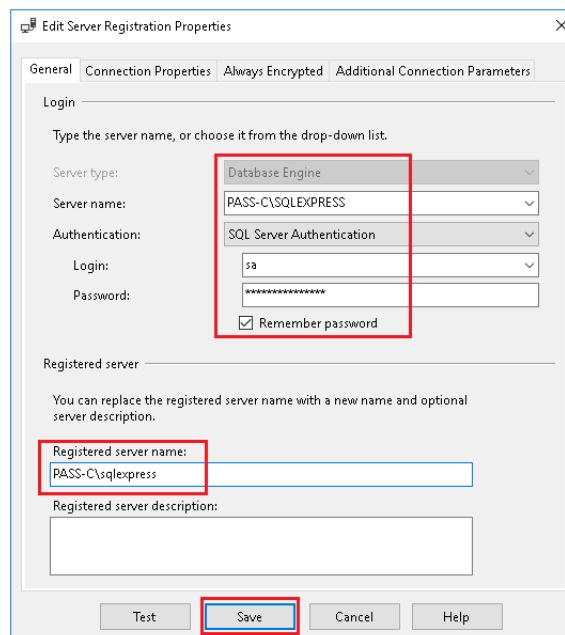 Edit Server Registration Properties
General Connection Properties Always Encrypted Additional Connection Parameters
Login
Type the server name, or choose it from the drop-down list.
Server type: Database Engine
Server name: PASS-C\SQLEXPRESS
Authentication: SQL Server Authentication
Login: sa
Password: ***************
Remember password
Registered server
You can replace the registered server name with a new name and optional
server description.
Registered server name:
PASS-C\sqlexpress
Registered server description:
Test Save Cancel Help